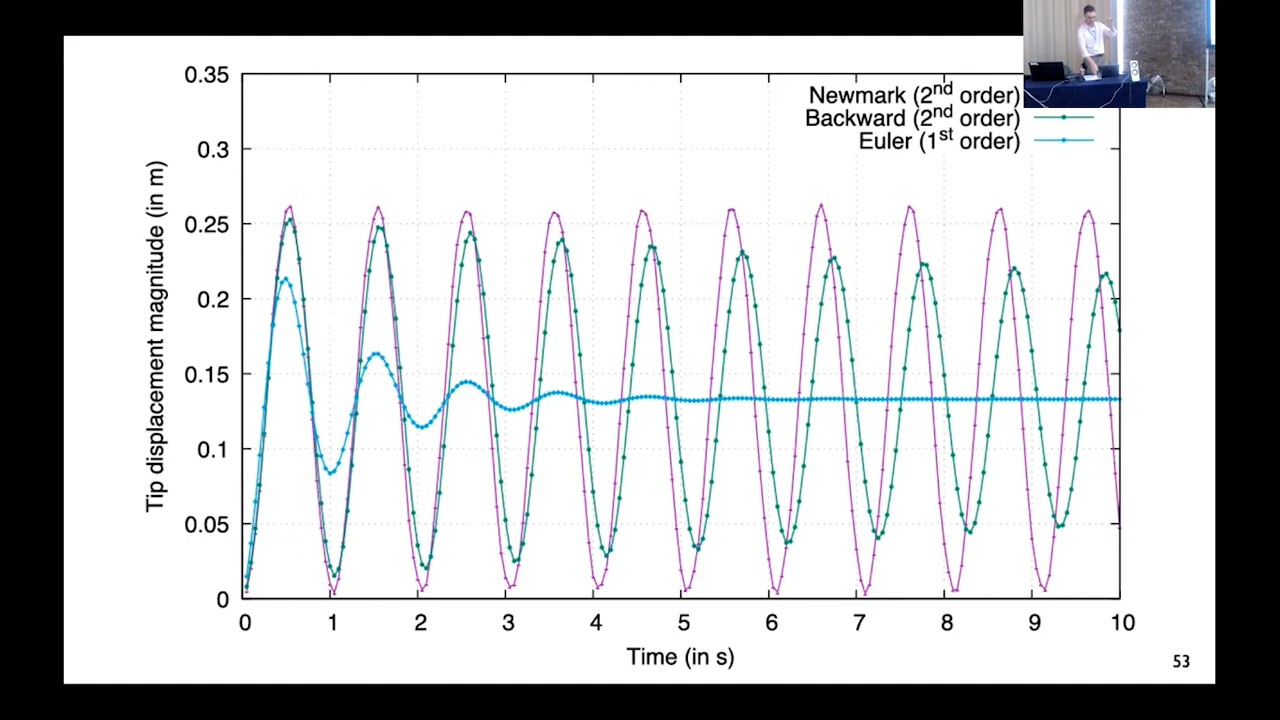 0.35
0.3
0.25
0.2
0.15
0.1
0.05
0
Tip displacement magnitude (in m)
Newmark (2nd order)
Backward (2nd order)
Euler (1st order)
0 1 2 3 4 5 6 7 8 9 10
Time (in s)
53